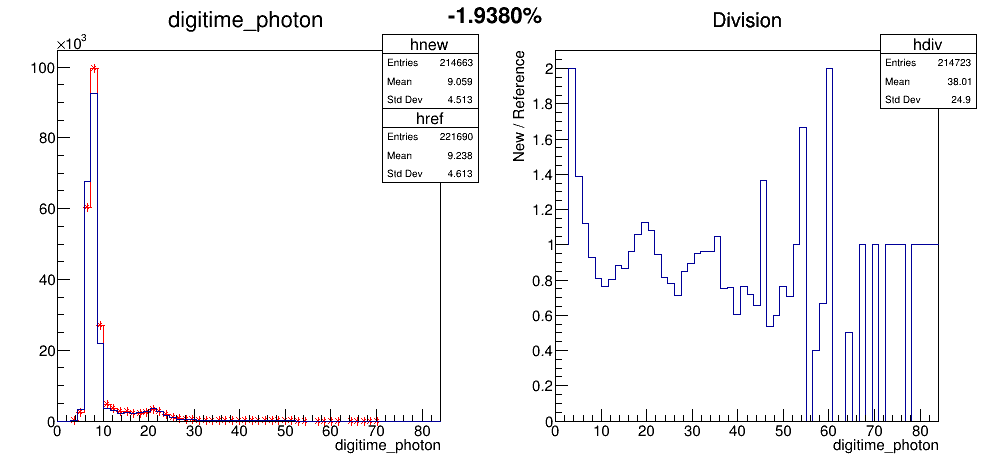 digitime_photon
-1.9380%
Division
×10³
hnew
Entries 214663
Mean 9.059
Std Dev 4.513
href
Entries 221690
Mean 9.238
Std Dev 4.613
100
80
60
40
20
0
0 10 20 30 40 50 60 70 80
digitime_photon
hdiv
Entries 214723
Mean 38.01
Std Dev 24.9
New / Reference
2
1.8
1.6
1.4
1.2
1
0.8
0.6
0.4
0.2
0
0 10 20 30 40 50 60 70 80
digitime_photon